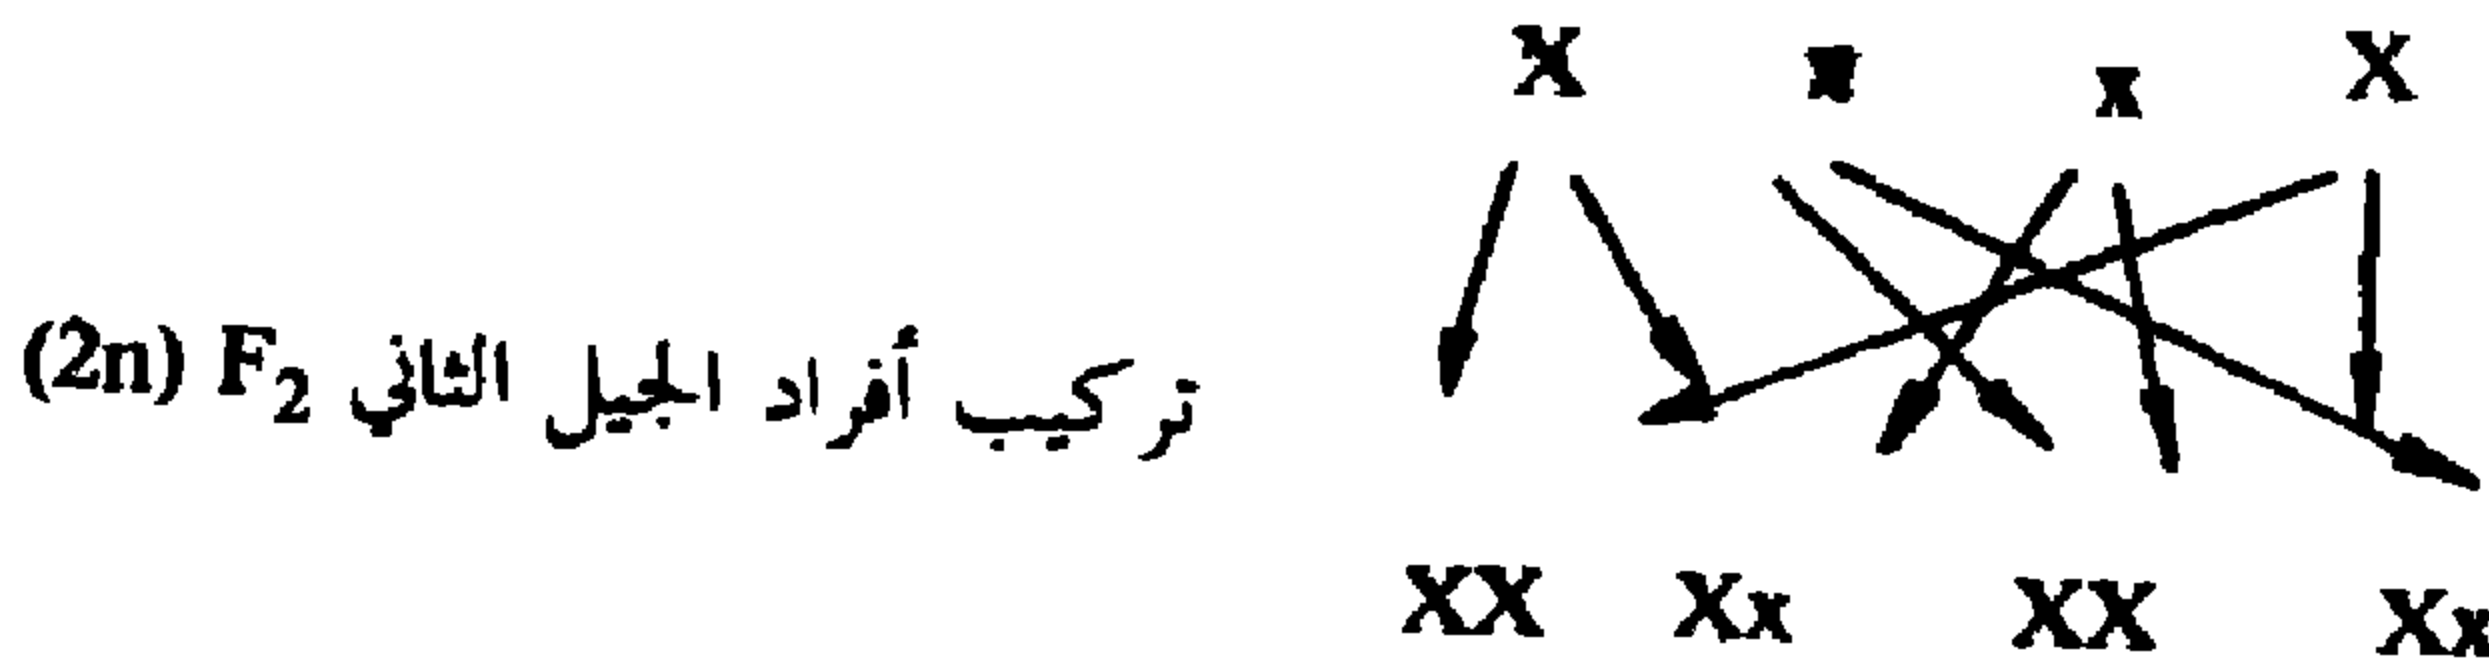 X x x X
تركيب أفراد الجيل الثاني F₂ (2n)
XX Xx XX Xx